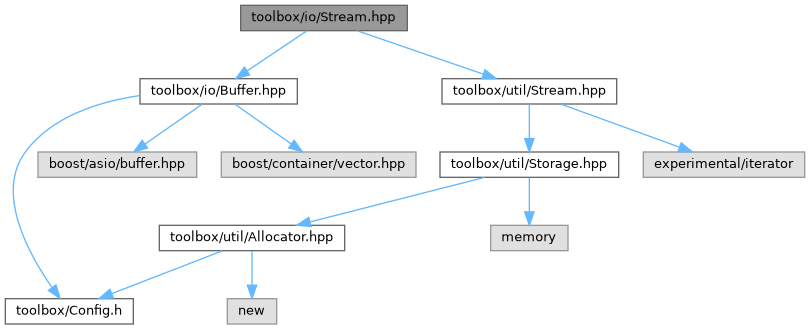 toolbox/io/Stream.hpp
toolbox/io/Buffer.hpp
toolbox/util/Stream.hpp
boost/asio/buffer.hpp
boost/container/vector.hpp
toolbox/util/Storage.hpp
experimental/iterator
toolbox/util/Allocator.hpp
memory
toolbox/Config.h
new